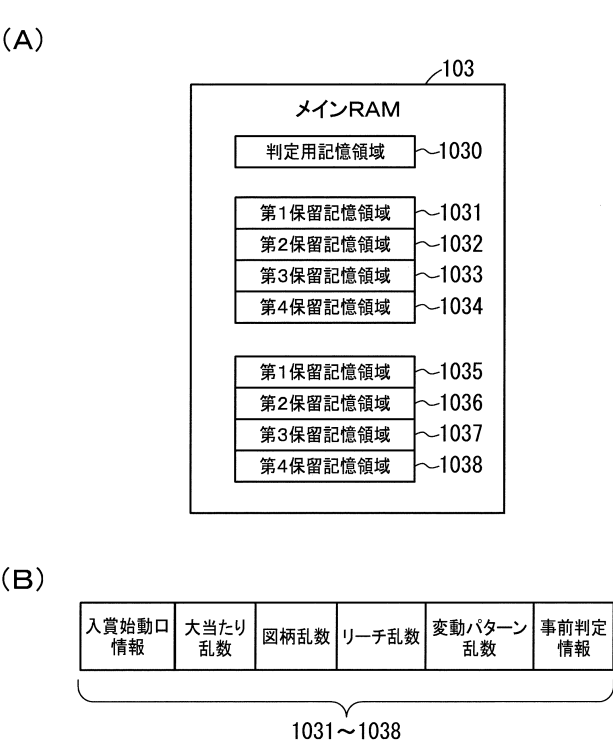 (A)
103
メインRAM
判定用記憶領域 1030
第1保留記憶領域 1031
第2保留記憶領域 1032
第3保留記憶領域 1033
第4保留記憶領域 1034
第1保留記憶領域 1035
第2保留記憶領域 1036
第3保留記憶領域 1037
第4保留記憶領域 1038
(B)
入賞始動口
情報
大当たり
乱数
図柄乱数
リーチ乱数
変動パターン
乱数
事前判定
情報
1031~1038